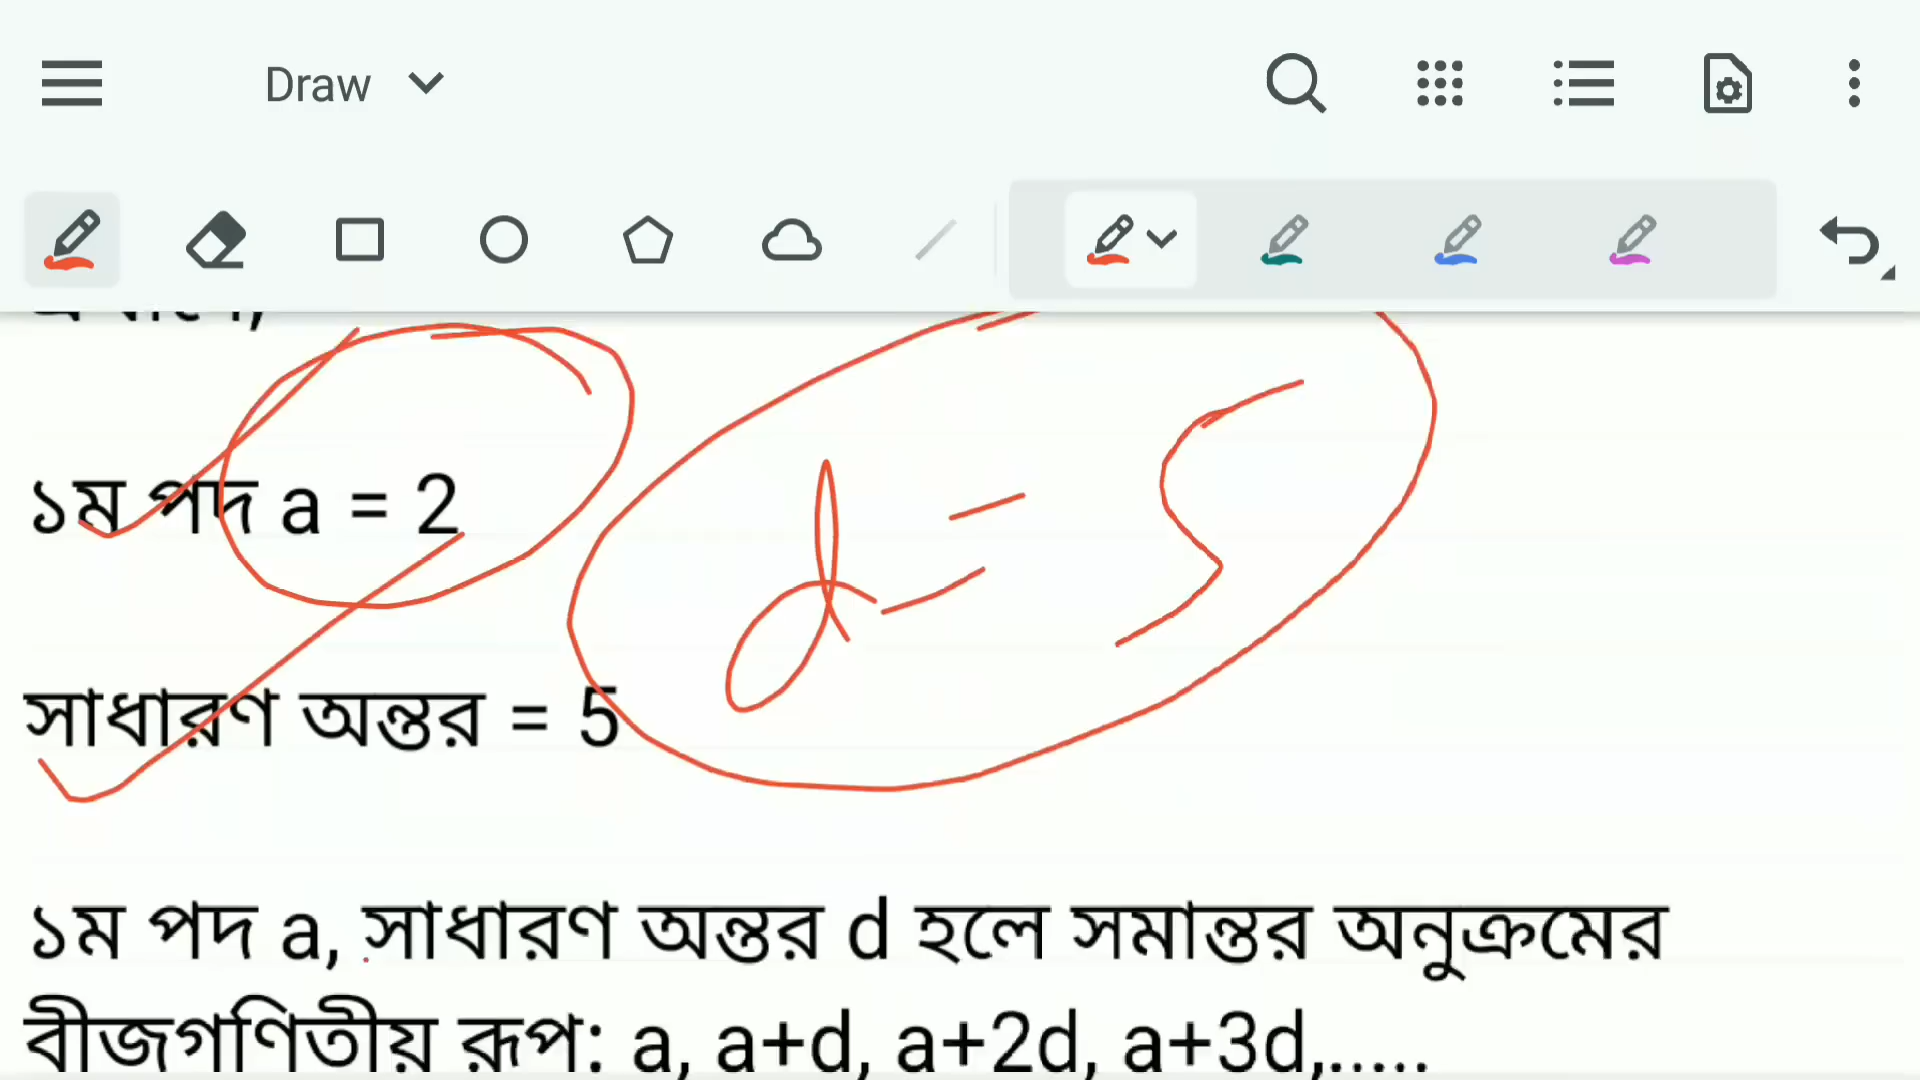 Draw
১ম পদ a = 2
d = 5
সাধারণ অন্তর = 5
১ম পদ a, সাধারণ অন্তর d হলে সমান্তর অনুক্রমের
বীজগণিতীয় রূপ: a, a+d, a+2d, a+3d,.....